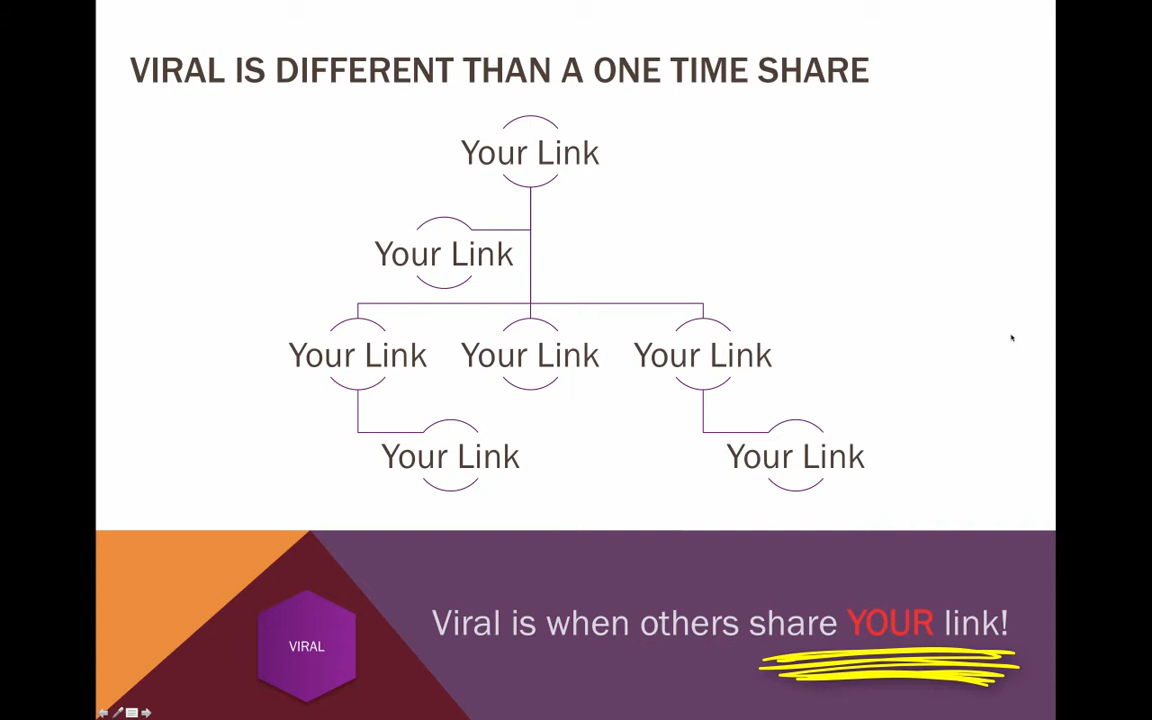 VIRAL IS DIFFERENT THAN A ONE TIME SHARE
Your Link
Your Link
Your Link Your Link Your Link
Your Link Your Link
Viral is when others share YOUR link!
VIRAL